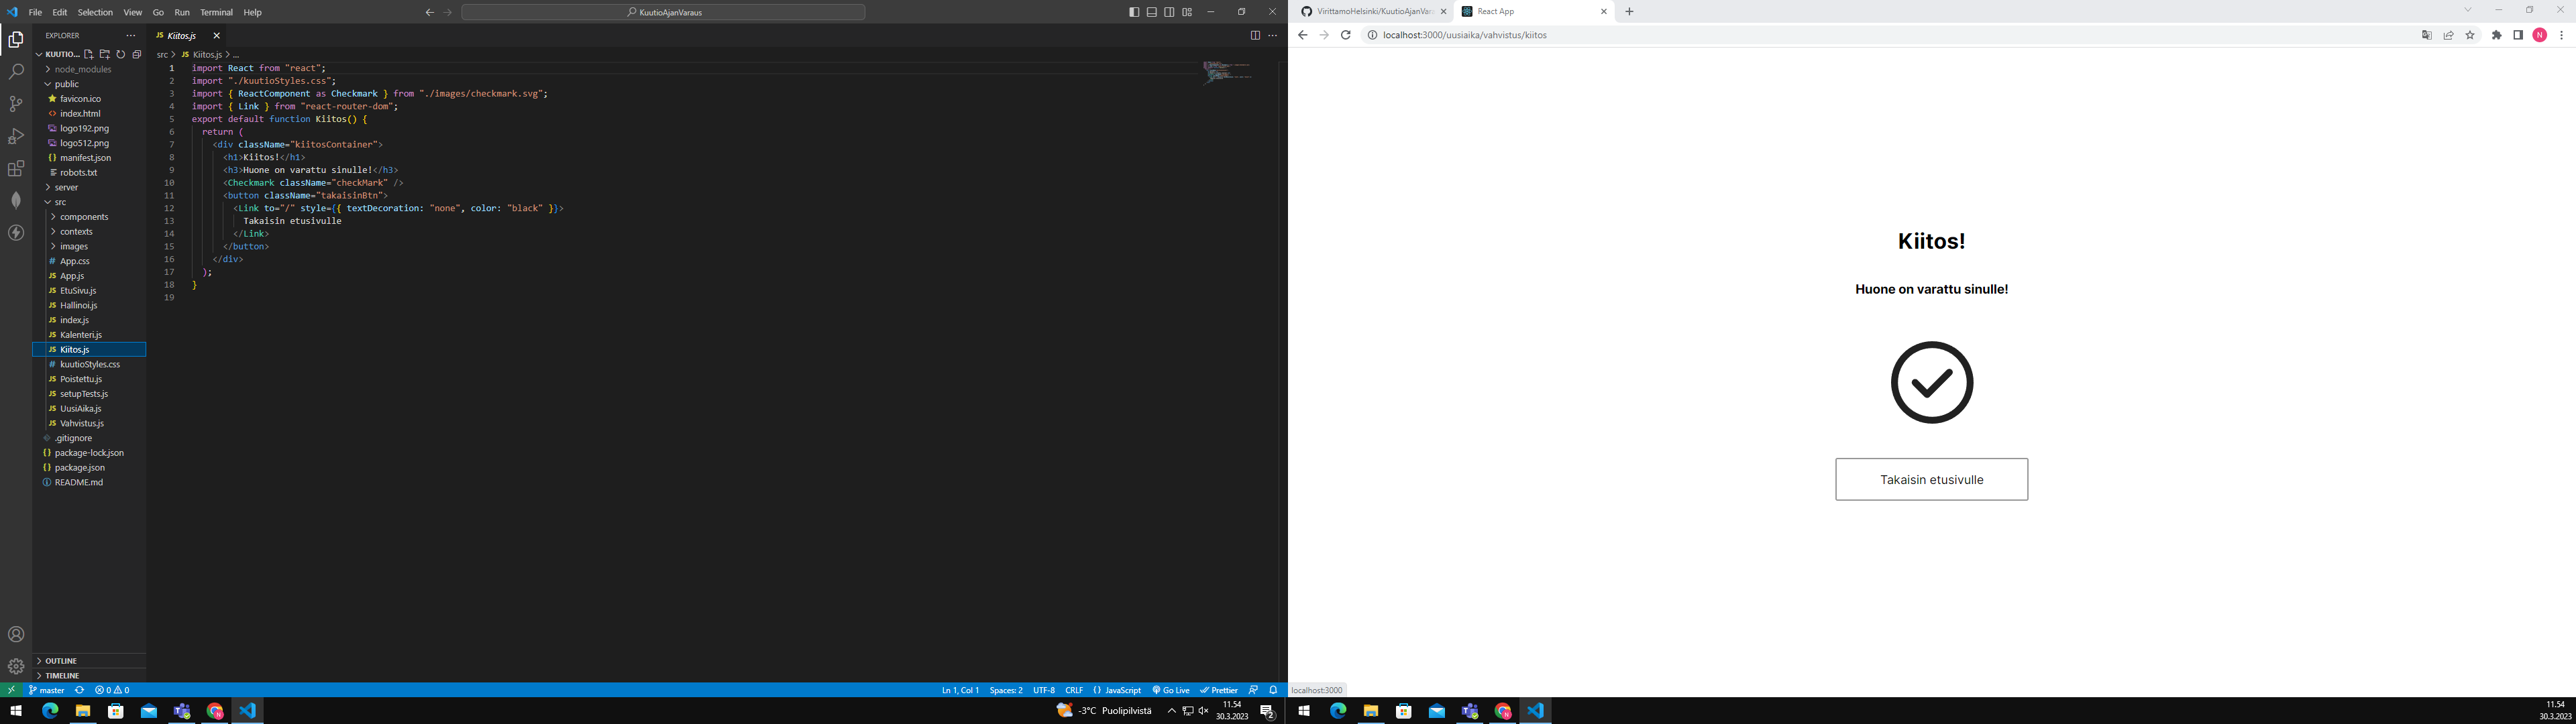 File Edit Selection View Go Run Terminal Help
KuutioAjanVaraus
EXPLORER
KUUTIO...
node_modules
public
favicon.ico
index.html
logo192.png
logo512.png
manifest.json
robots.txt
server
src
components
contexts
images
App.css
App.js
EtuSivu.js
Hallinoi.js
index.js
Kalenteri.js
Kiitos.js
kuutioStyles.css
Poistettu.js
setupTests.js
UusiAika.js
Vahvistus.js
.gitignore
package-lock.json
package.json
README.md
OUTLINE
TIMELINE
JS Kiitos.js
src > JS Kiitos.js > ...
1 import React from "react";
2 import "./kuutioStyles.css";
3 import { ReactComponent as Checkmark } from "./images/checkmark.svg";
4 import { Link } from "react-router-dom";
5 export default function Kiitos() {
6 return (
7 <div className="kiitosContainer">
8 <h1>Kiitos!</h1>
9 <h3>Huone on varattu sinulle!</h3>
10 <Checkmark className="checkMark" />
11 <button className="takaisinBtn">
12 <Link to="/" style={{ textDecoration: "none", color: "black" }}>
13 Takaisin etusivulle
14 </Link>
15 </button>
16 </div>
17 );
18 }
19
master 0 0
Ln 1, Col 1 Spaces: 2 UTF-8 CRLF {} JavaScript Go Live Prettier
-3°C Puolipilvistä
11.54
30.3.2023
2
VirittamoHelsinki/KuutioAjanVar
React App
localhost:3000/uusiaika/vahvistus/kiitos
N
Kiitos!
Huone on varattu sinulle!
Takaisin etusivulle
localhost:3000
11.54
30.3.2023